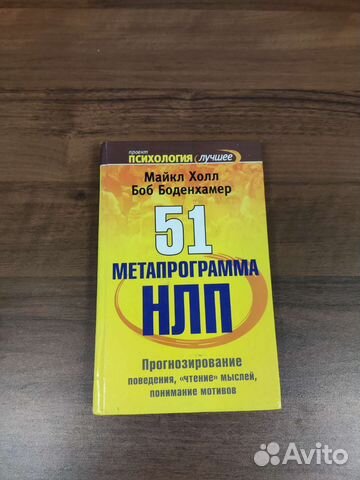 проект
ПСИХОЛОГИЯ лучшее
Майкл Холл
Боб Боденхамер
51
МЕТАПРОГРАММА
НЛП
Прогнозирование
поведения, «чтение» мыслей,
понимание мотивов
Avito